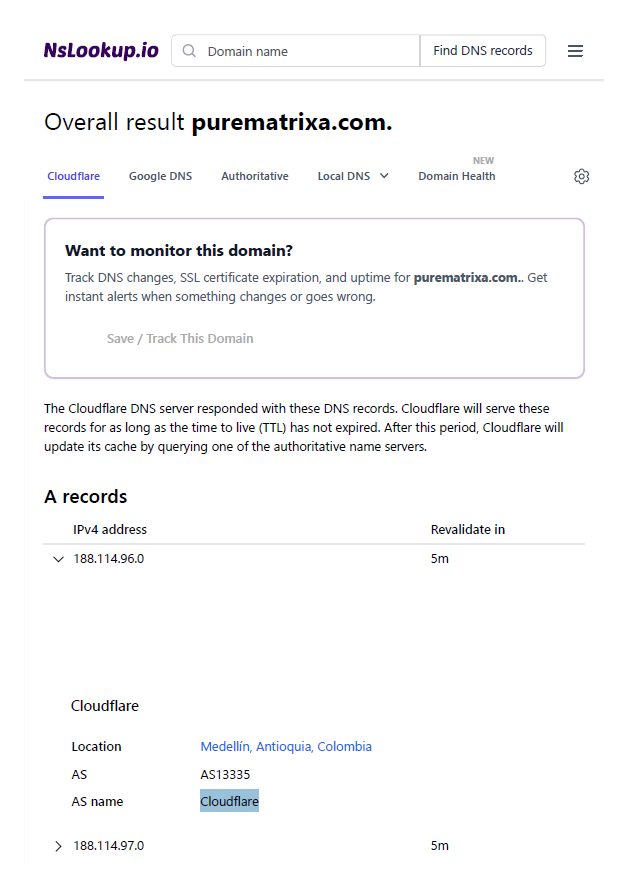 NsLookup.io
Domain name
Find DNS records
Overall result purematrixa.com.
NEW
Cloudflare
Google DNS
Authoritative
Local DNS
Domain Health
Want to monitor this domain?
Track DNS changes, SSL certificate expiration, and uptime for purematrixa.com.. Get
instant alerts when something changes or goes wrong.
Save / Track This Domain
The Cloudflare DNS server responded with these DNS records. Cloudflare will serve these
records for as long as the time to live (TTL) has not expired. After this period, Cloudflare will
update its cache by querying one of the authoritative name servers.
A records
IPv4 address Revalidate in
188.114.96.0 5m
Cloudflare
Location Medellín, Antioquia, Colombia
AS AS13335
AS name Cloudflare
188.114.97.0 5m